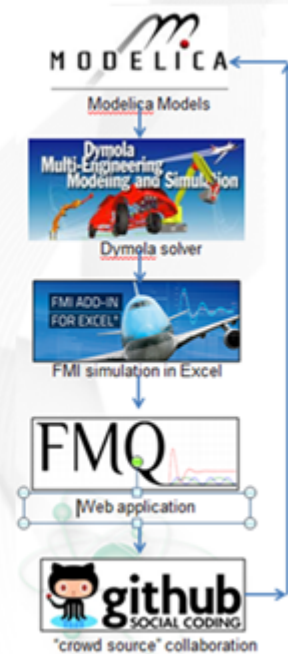 MODELICA
Modelica Models
Dymola
Multi-Engineering
Modeling and Simulation
Dymola solver
FMI ADD-IN
FOR EXCEL®
FMI simulation in Excel
FMQ
Web application
github
SOCIAL CODING
"crowd source" collaboration